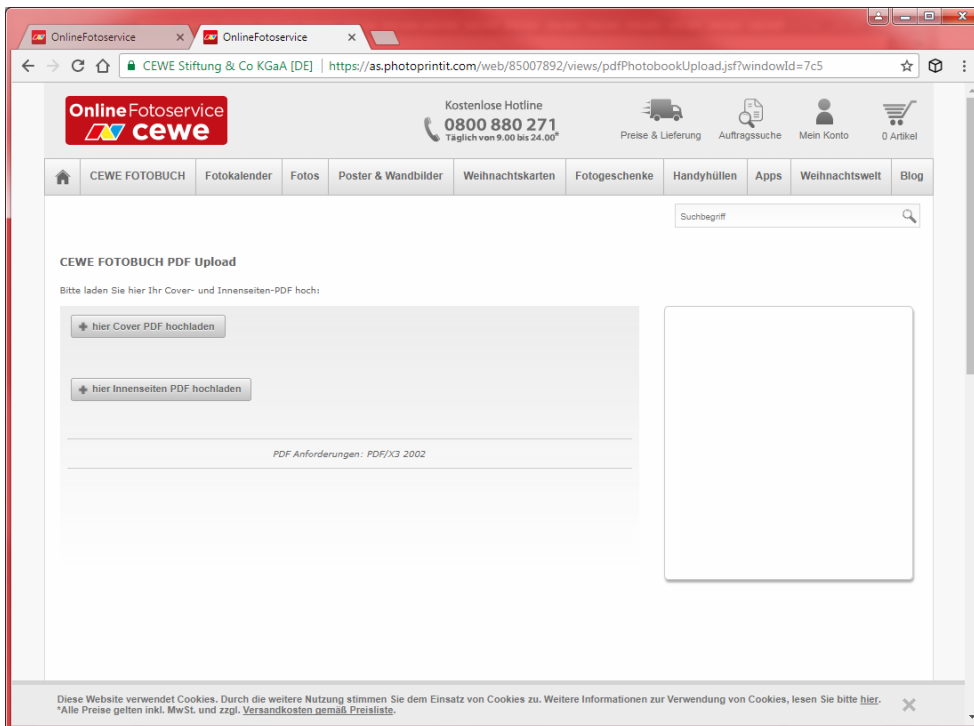 OnlineFotoservice
OnlineFotoservice
CEWE Stiftung & Co KGaA [DE] | https://as.photoprintit.com/web/85007892/views/pdfPhotobookUpload.jsf?windowId=7c5
Online Fotoservice
cewe
Kostenlose Hotline
0800 880 271
Täglich von 9.00 bis 24.00*
Preise & Lieferung
Auftragssuche
Mein Konto
0 Artikel
CEWE FOTOBUCH
Fotokalender
Fotos
Poster & Wandbilder
Weihnachtskarten
Fotogeschenke
Handyhüllen
Apps
Weihnachtswelt
Blog
Suchbegriff
CEWE FOTOBUCH PDF Upload
Bitte laden Sie hier Ihr Cover- und Innenseiten-PDF hoch:
hier Cover PDF hochladen
hier Innenseiten PDF hochladen
PDF Anforderungen: PDF/X3 2002
Diese Website verwendet Cookies. Durch die weitere Nutzung stimmen Sie dem Einsatz von Cookies zu. Weitere Informationen zur Verwendung von Cookies, lesen Sie bitte hier.
*Alle Preise gelten inkl. MwSt. und zzgl. Versandkosten gemäß Preisliste.